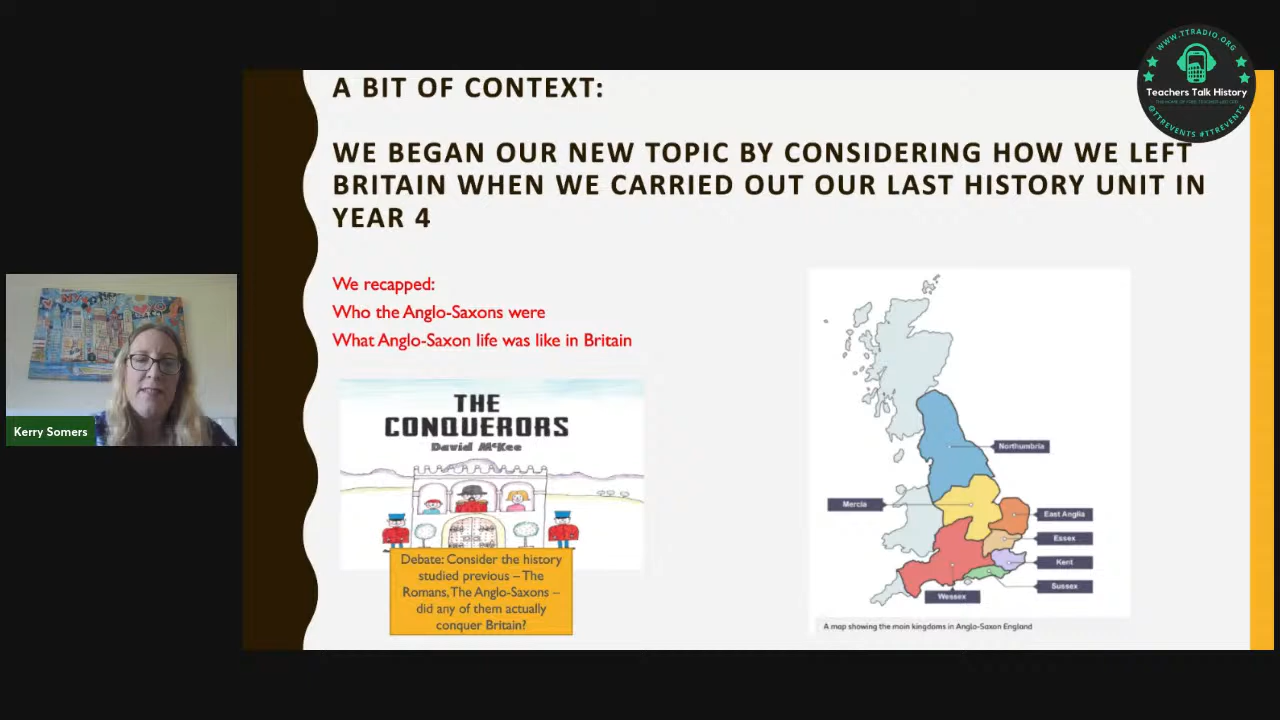 A BIT OF CONTEXT:
WE BEGAN OUR NEW TOPIC BY CONSIDERING HOW WE LEFT
BRITAIN WHEN WE CARRIED OUT OUR LAST HISTORY UNIT IN
YEAR 4
We recapped:
Who the Anglo-Saxons were
What Anglo-Saxon life was like in Britain
THE
CONQUERORS
David McKee
Debate: Consider the history
studied previous – The
Romans, The Anglo-Saxons –
did any of them actually
conquer Britain?
Northumbria
Mercia
East Anglia
Essex
Kent
Sussex
Wessex
A map showing the main kingdoms in Anglo-Saxon England
Kerry Somers
WWW.TTRADIO.ORG
Teachers Talk History
@TTREVENTS #TTREVENTS